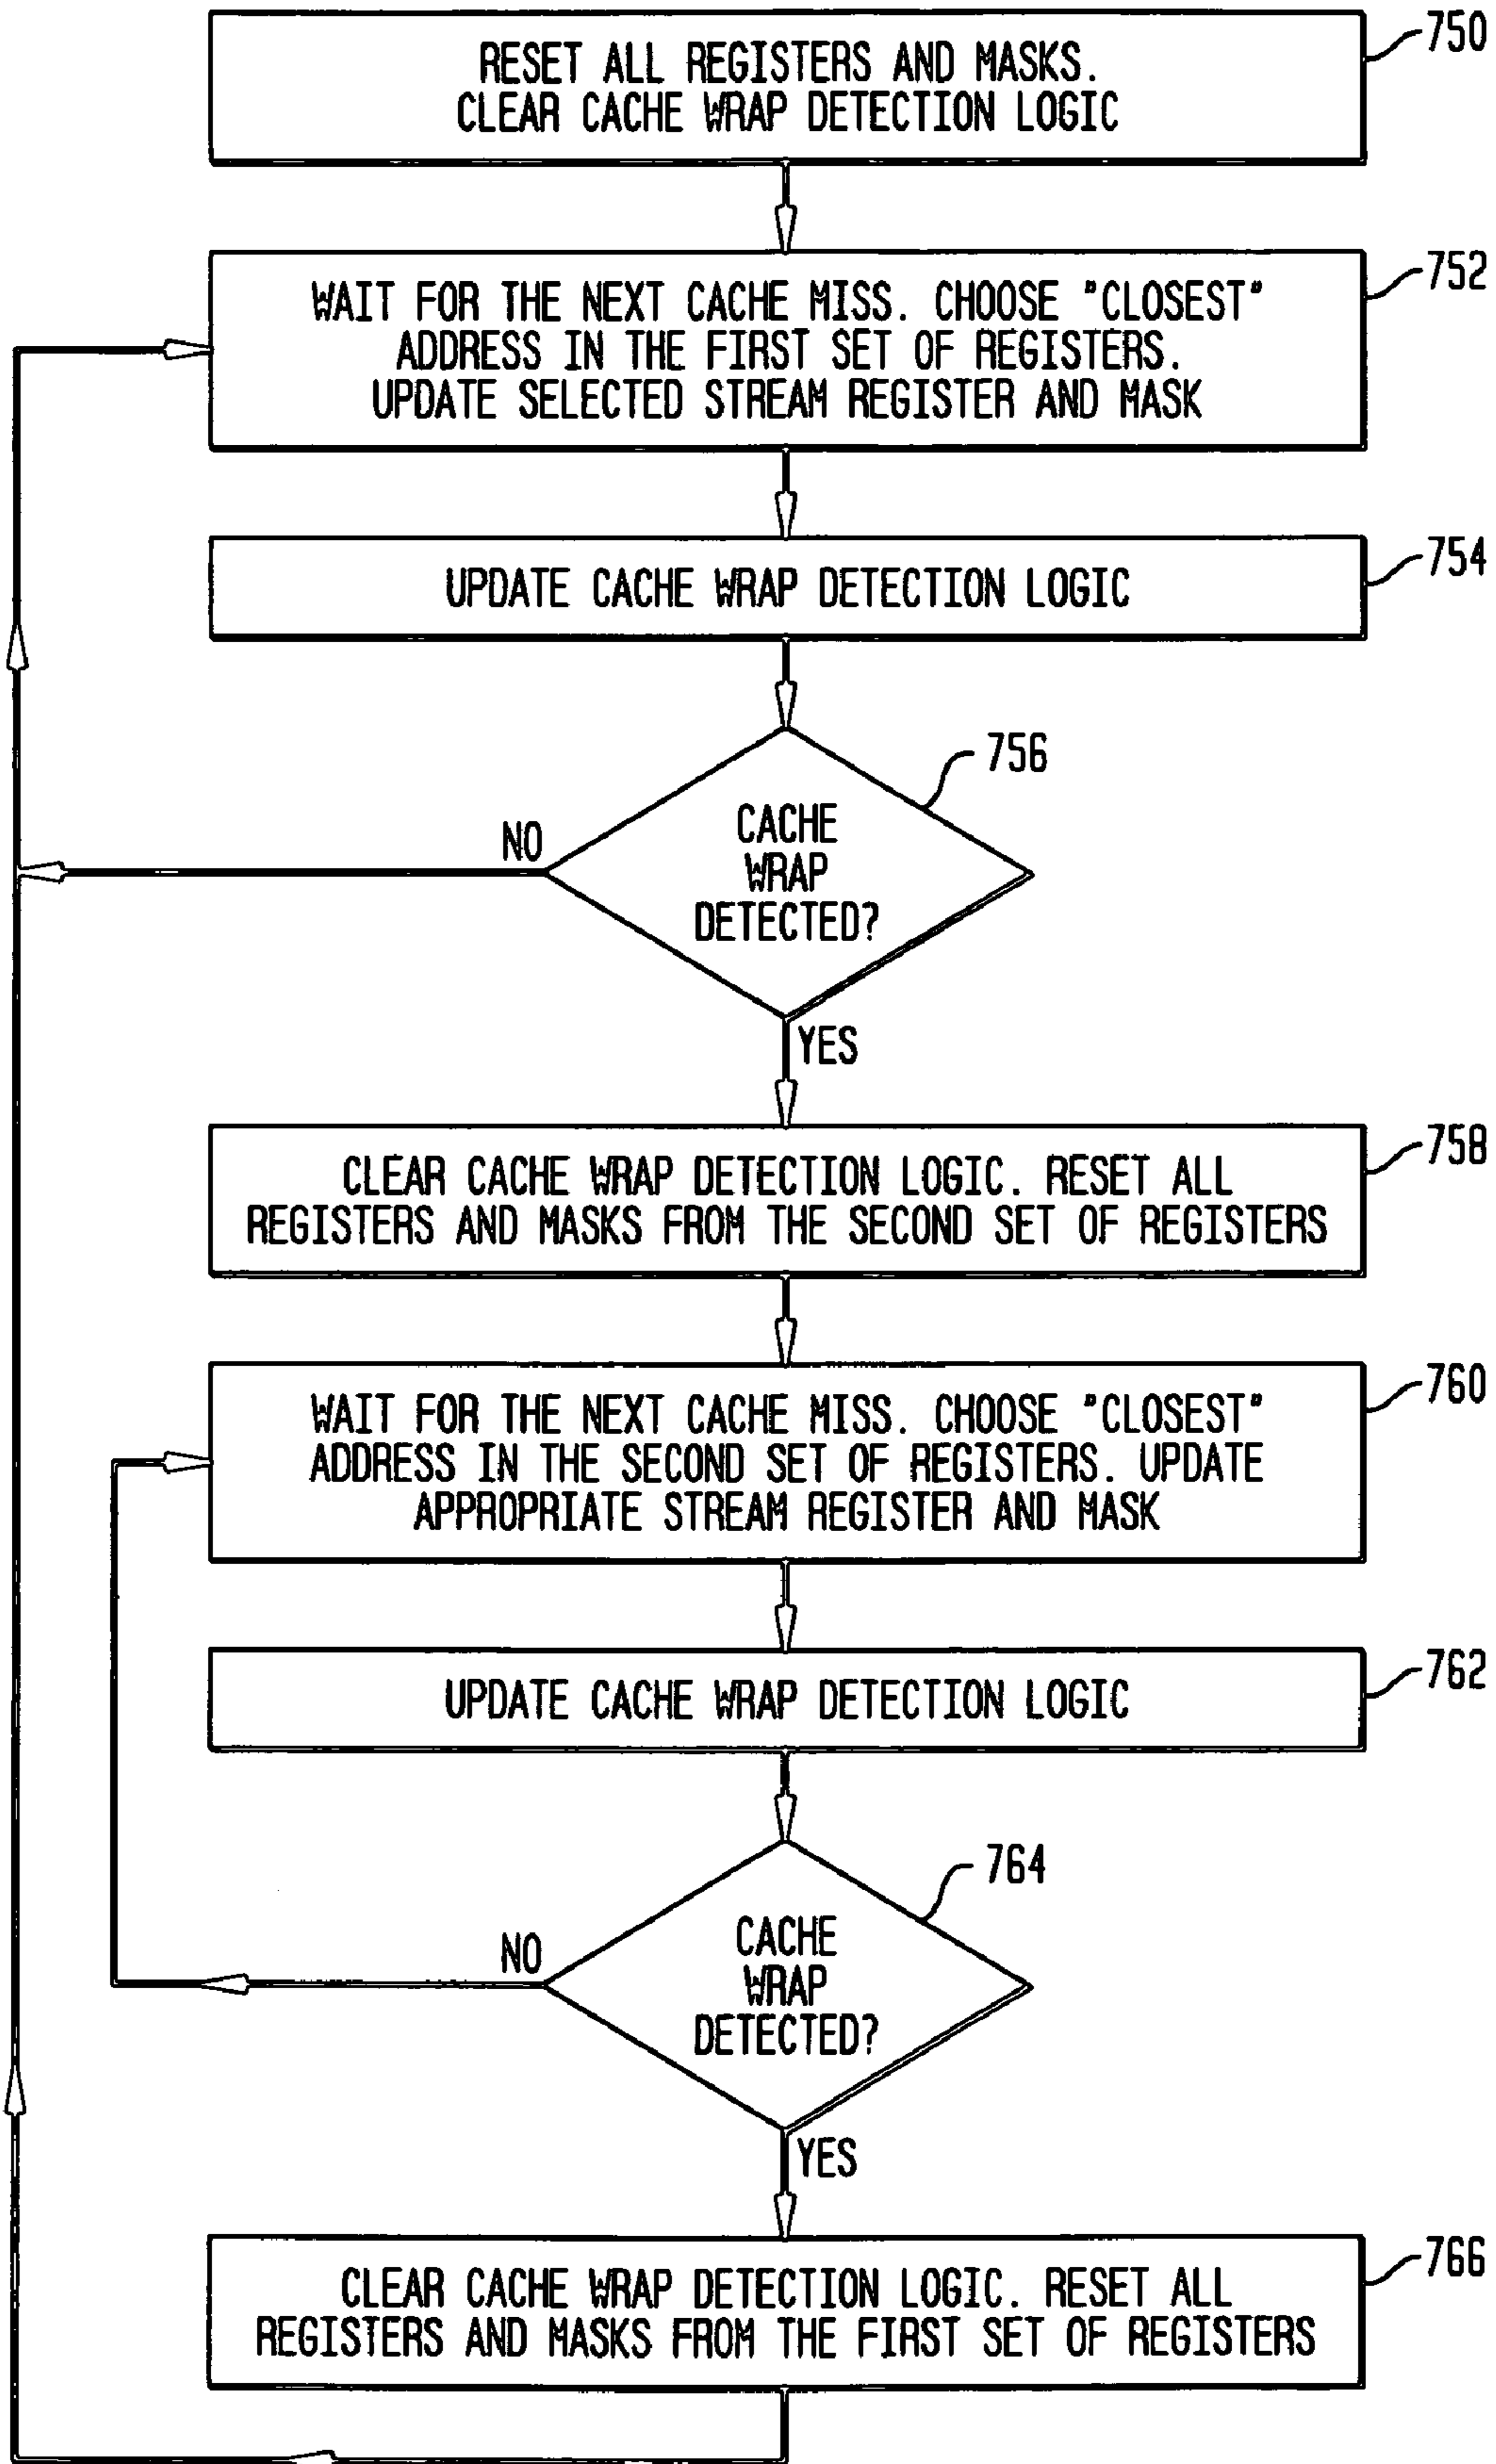 750
RESET ALL REGISTERS AND MASKS.
CLEAR CACHE WRAP DETECTION LOGIC
752
WAIT FOR THE NEXT CACHE MISS. CHOOSE "CLOSEST"
ADDRESS IN THE FIRST SET OF REGISTERS.
UPDATE SELECTED STREAM REGISTER AND MASK
754
UPDATE CACHE WRAP DETECTION LOGIC
756
CACHE
WRAP
DETECTED?
NO
YES
758
CLEAR CACHE WRAP DETECTION LOGIC. RESET ALL
REGISTERS AND MASKS FROM THE SECOND SET OF REGISTERS
760
WAIT FOR THE NEXT CACHE MISS. CHOOSE "CLOSEST"
ADDRESS IN THE SECOND SET OF REGISTERS. UPDATE
APPROPRIATE STREAM REGISTER AND MASK
762
UPDATE CACHE WRAP DETECTION LOGIC
764
CACHE
WRAP
DETECTED?
NO
YES
766
CLEAR CACHE WRAP DETECTION LOGIC. RESET ALL
REGISTERS AND MASKS FROM THE FIRST SET OF REGISTERS